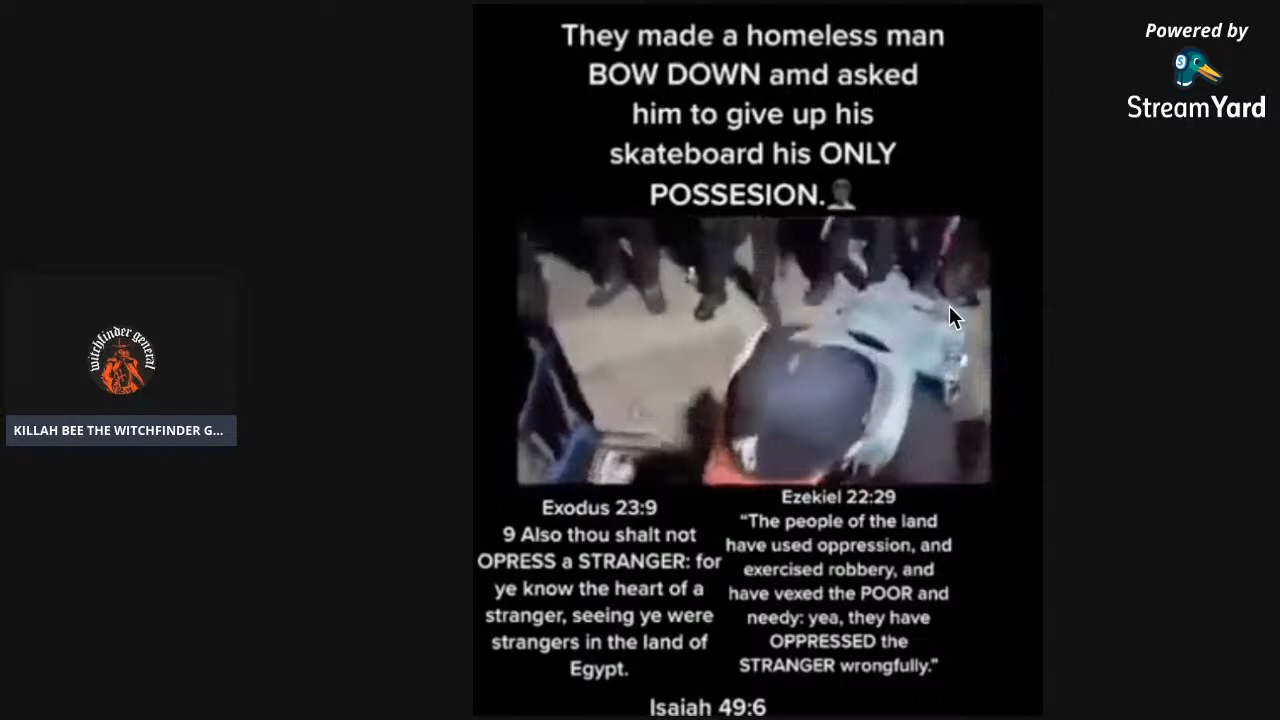 They made a homeless man
BOW DOWN amd asked
him to give up his
skateboard his ONLY
POSSESION.
Powered by
StreamYard
witchfinder general
KILLAH BEE THE WITCHFINDER G...
Exodus 23:9
9 Also thou shalt not
OPRESS a STRANGER: for
ye know the heart of a
stranger, seeing ye were
strangers in the land of
Egypt.
Ezekiel 22:29
“The people of the land
have used oppression, and
exercised robbery, and
have vexed the POOR and
needy: yea, they have
OPPRESSED the
STRANGER wrongfully.”
Isaiah 49:6